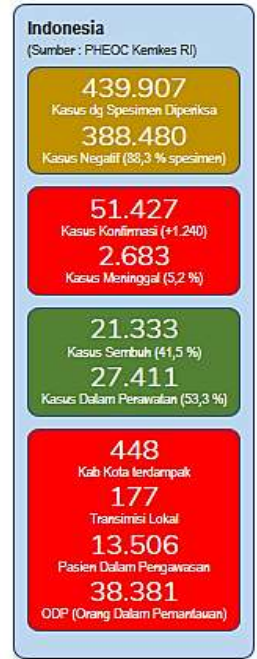 Indonesia
(Sumber : PHEOC Kemkes RI)
439.907
Kasus dg Spesimen Diperiksa
388.480
Kasus Negatif (88,3 % spesimen)
51.427
Kasus Konfirmasi (+1.240)
2.683
Kasus Meninggal (5,2 %)
21.333
Kasus Sembuh (41,5 %)
27.411
Kasus Dalam Perawatan (53,3 %)
448
Kab Kota terdampak
177
Transimisi Lokal
13.506
Pasien Dalam Pengawasan
38.381
ODP (Orang Dalam Pemantauan)